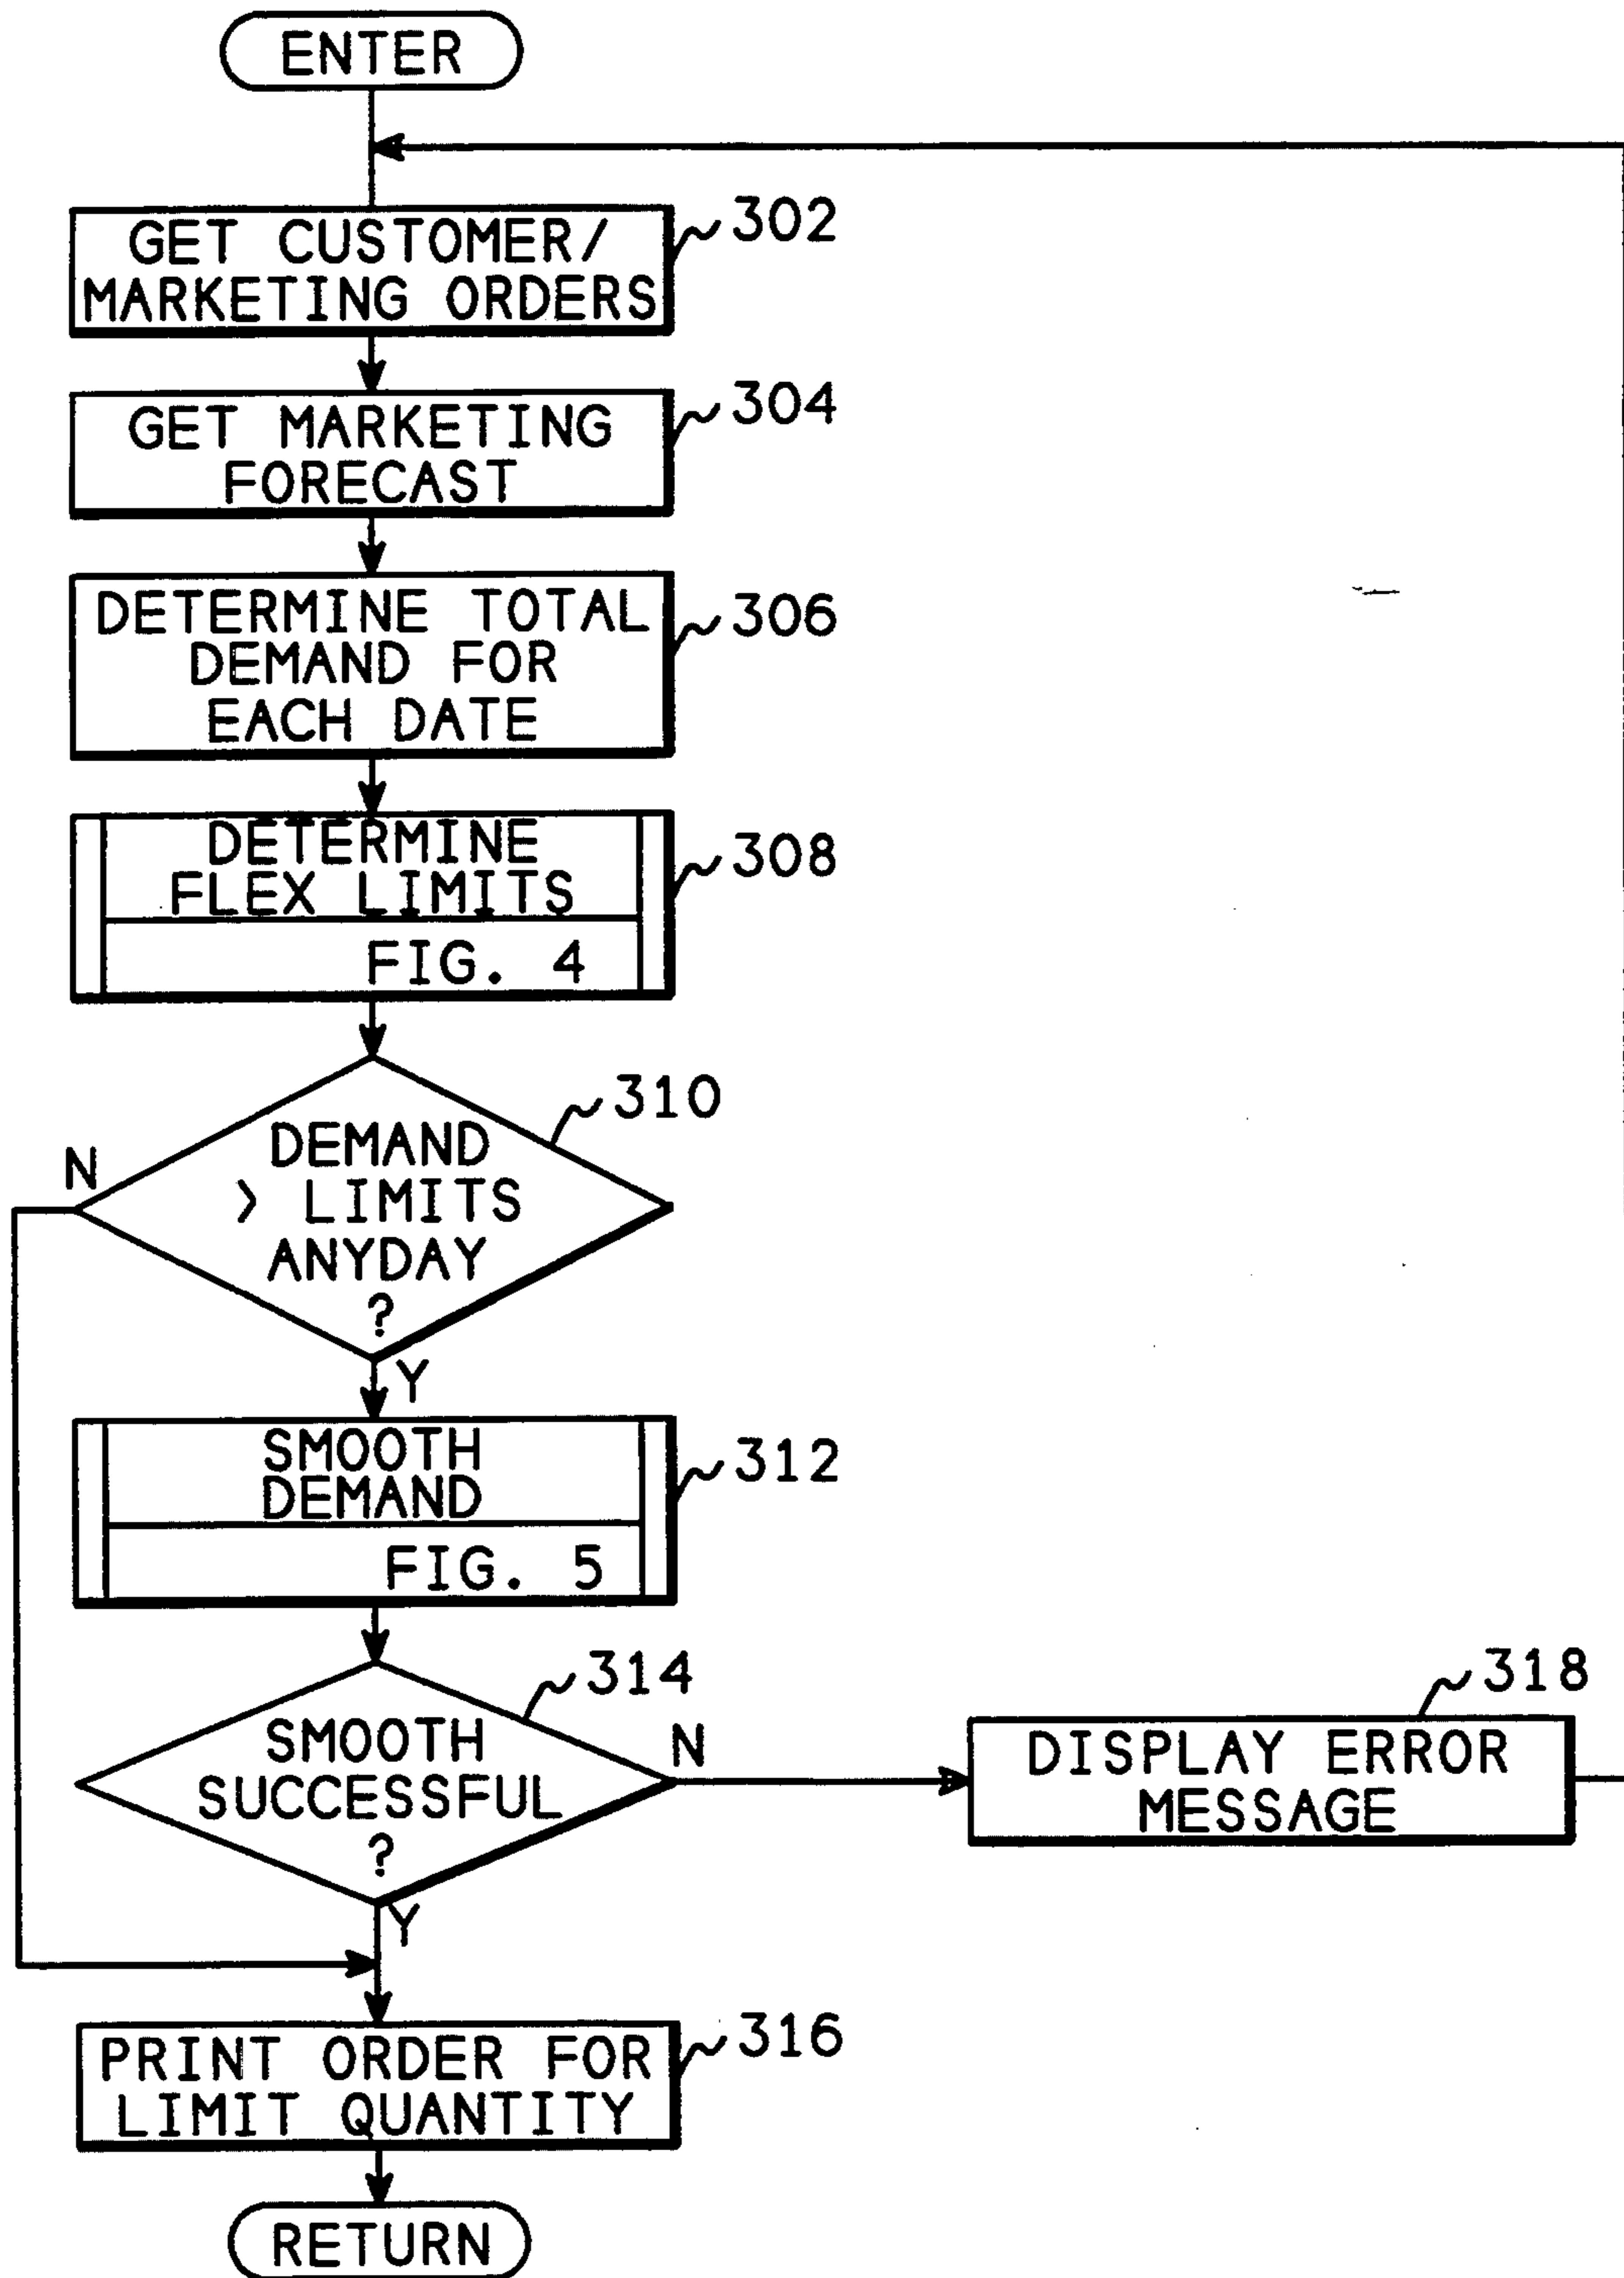 ENTER
302
GET CUSTOMER/
MARKETING ORDERS
304
GET MARKETING
FORECAST
306
DETERMINE TOTAL
DEMAND FOR
EACH DATE
308
DETERMINE
FLEX LIMITS
FIG. 4
310
N
DEMAND
> LIMITS
ANYDAY
?
Y
312
SMOOTH
DEMAND
FIG. 5
314
SMOOTH
SUCCESSFUL
?
N
318
DISPLAY ERROR
MESSAGE
Y
316
PRINT ORDER FOR
LIMIT QUANTITY
RETURN